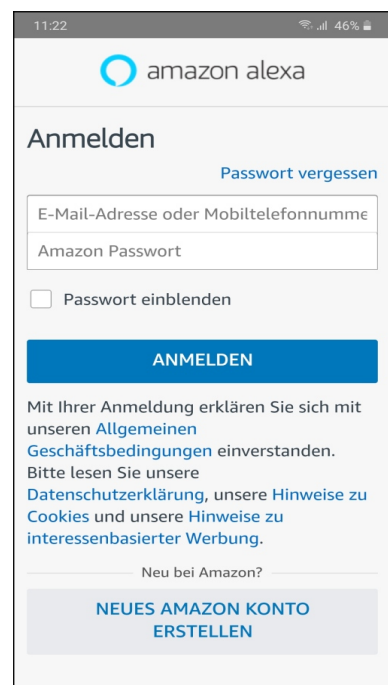 11:22
46%
amazon alexa
Anmelden
Passwort vergessen
E-Mail-Adresse oder Mobiltelefonnumme
Amazon Passwort
Passwort einblenden
ANMELDEN
Mit Ihrer Anmeldung erklären Sie sich mit
unseren Allgemeinen
Geschäftsbedingungen einverstanden.
Bitte lesen Sie unsere
Datenschutzerklärung, unsere Hinweise zu
Cookies und unsere Hinweise zu
interessenbasierter Werbung.
Neu bei Amazon?
NEUES AMAZON KONTO
ERSTELLEN